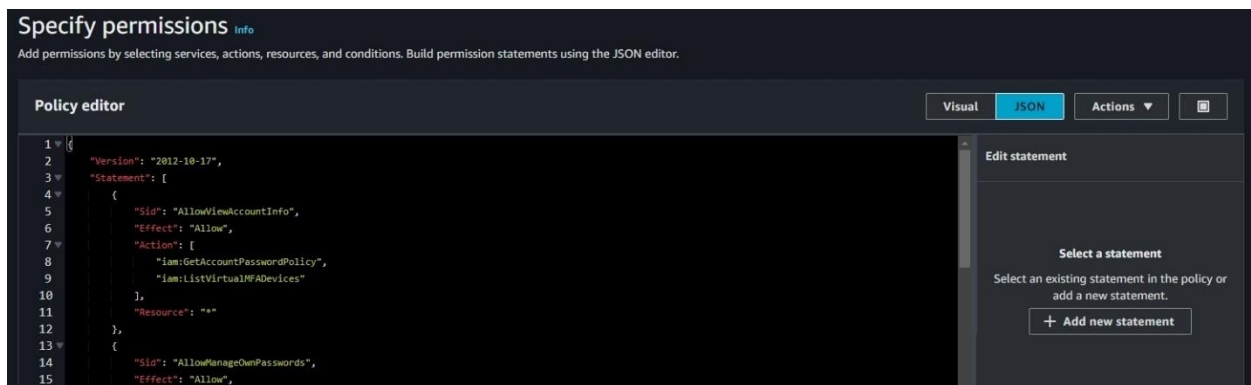 Specify permissions Info
Add permissions by selecting services, actions, resources, and conditions. Build permission statements using the JSON editor.
Policy editor
Visual
JSON
Actions ▼
1 {
2 "Version": "2012-10-17",
3 "Statement": [
4 {
5 "Sid": "AllowViewAccountInfo",
6 "Effect": "Allow",
7 "Action": [
8 "iam:GetAccountPasswordPolicy",
9 "iam:ListVirtualMFADevices"
10 ],
11 "Resource": "*"
12 },
13 {
14 "Sid": "AllowManageOwnPasswords",
15 "Effect": "Allow",
Edit statement
Select a statement
Select an existing statement in the policy or
add a new statement.
+ Add new statement